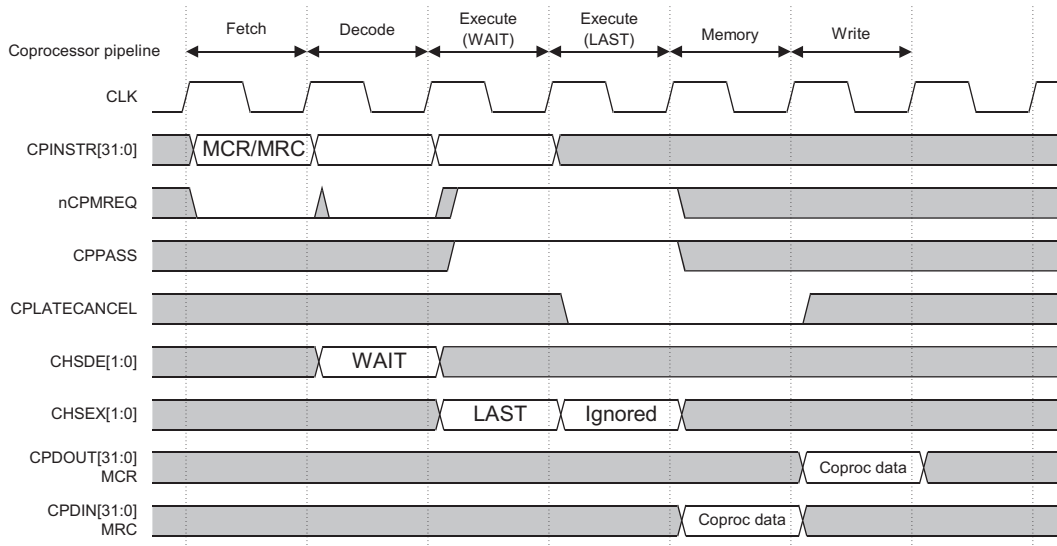 Coprocessor pipeline
Fetch
Decode
Execute
(WAIT)
Execute
(LAST)
Memory
Write
CLK
CPINSTR[31:0]
MCR/MRC
nCPMREQ
CPPASS
CPLATECANCEL
CHSDE[1:0]
WAIT
CHSEX[1:0]
LAST
Ignored
CPDOUT[31:0]
MCR
Coproc data
CPDIN[31:0]
MRC
Coproc data